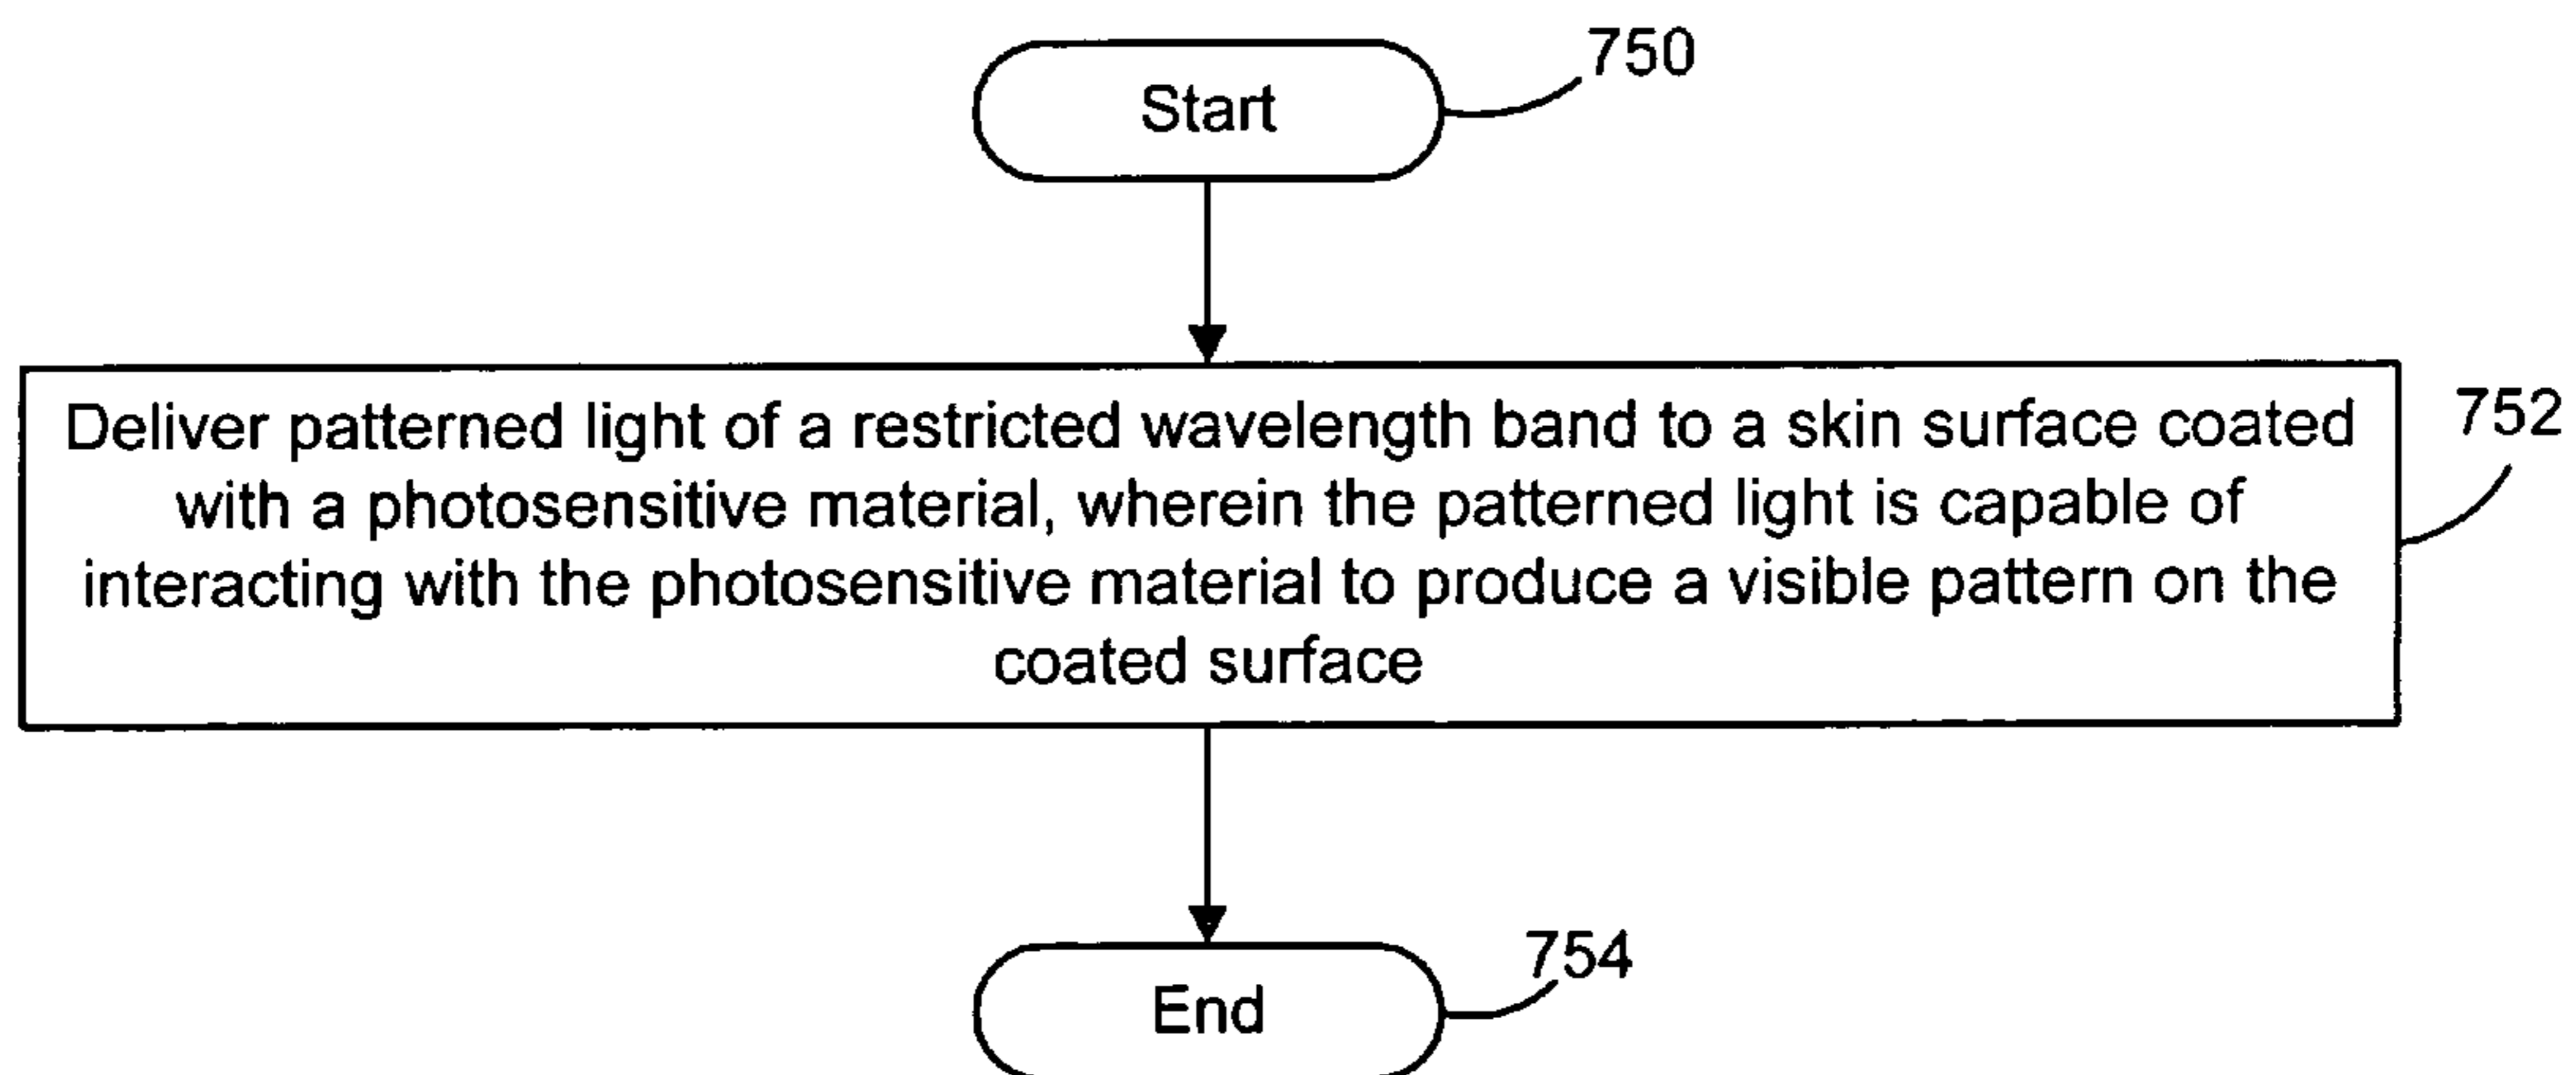 750
Start
Deliver patterned light of a restricted wavelength band to a skin surface coated
with a photosensitive material, wherein the patterned light is capable of
interacting with the photosensitive material to produce a visible pattern on the
coated surface
752
754
End